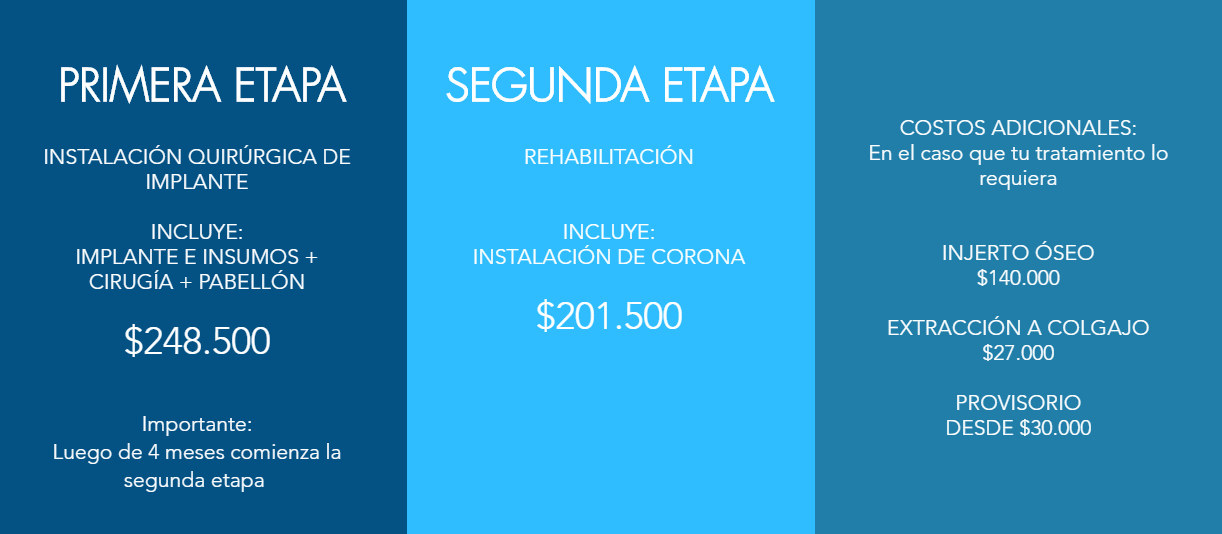 PRIMERA ETAPA
INSTALACIÓN QUIRÚRGICA DE
IMPLANTE
INCLUYE:
IMPLANTE E INSUMOS +
CIRUGÍA + PABELLÓN
$248.500
Importante:
Luego de 4 meses comienza la
segunda etapa
SEGUNDA ETAPA
REHABILITACIÓN
INCLUYE:
INSTALACIÓN DE CORONA
$201.500
COSTOS ADICIONALES:
En el caso que tu tratamiento lo
requiera
INJERTO ÓSEO
$140.000
EXTRACCIÓN A COLGAJO
$27.000
PROVISORIO
DESDE $30.000